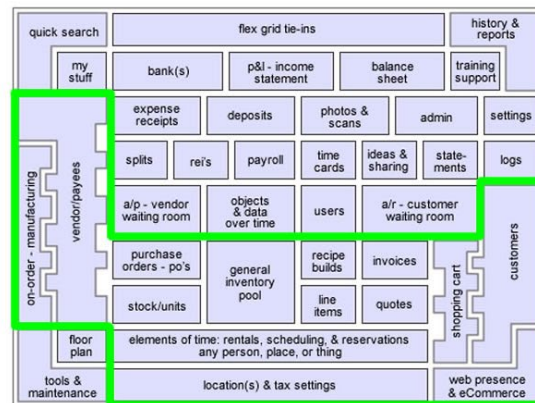 quick search
flex grid tie-ins
history &
reports
my
stuff
bank(s)
p&l - income
statement
balance
sheet
training
support
expense
receipts
deposits
photos &
scans
admin
settings
on-order - manufacturing
vendor/payees
splits
rei's
payroll
time
cards
ideas &
sharing
state-
ments
logs
a/p - vendor
waiting room
objects
& data
over time
users
a/r - customer
waiting room
purchase
orders - po's
general
inventory
pool
recipe
builds
invoices
shopping cart
customers
stock/units
line
items
quotes
floor
plan
elements of time: rentals, scheduling, & reservations
any person, place, or thing
tools &
maintenance
location(s) & tax settings
web presence
& eCommerce